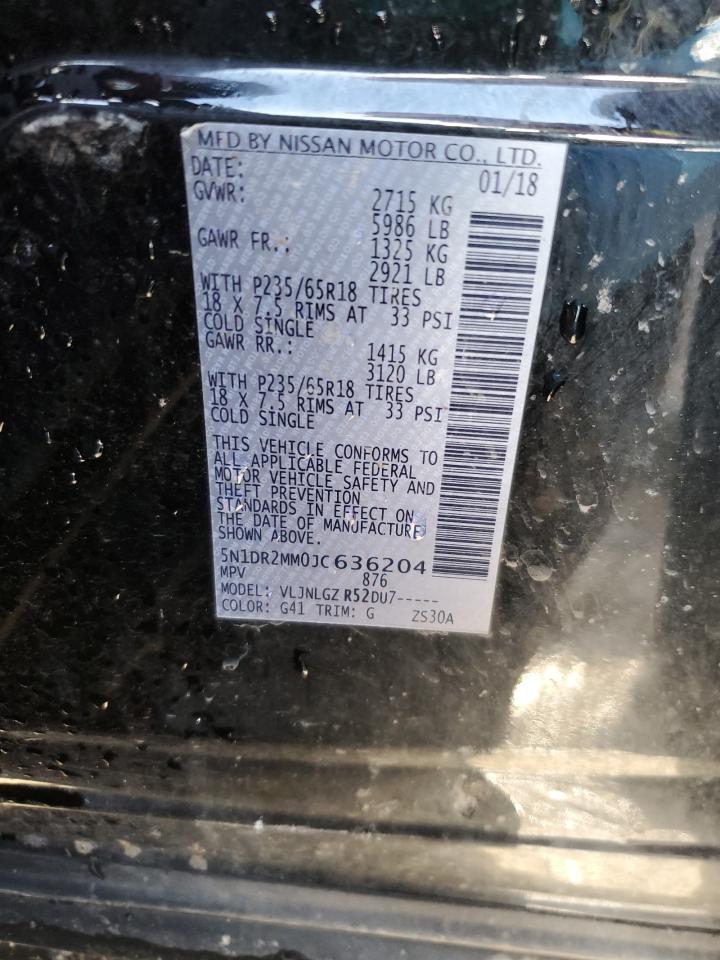 MFD BY NISSAN MOTOR CO., LTD.
DATE: 01/18
GVWR: 2715 KG
5986 LB
GAWR FR.: 1325 KG
2921 LB
WITH P235/65R18 TIRES
18 X 7.5 RIMS AT 33 PSI
COLD SINGLE
GAWR RR.: 1415 KG
3120 LB
WITH P235/65R18 TIRES
18 X 7.5 RIMS AT 33 PSI
COLD SINGLE
THIS VEHICLE CONFORMS TO
ALL APPLICABLE FEDERAL
MOTOR VEHICLE SAFETY AND
THEFT PREVENTION
STANDARDS IN EFFECT ON
THE DATE OF MANUFACTURE
SHOWN ABOVE.
5N1DR2MM0JC636204
MPV 876
MODEL: VLJNLGZ R52DU7-----
COLOR: G41 TRIM: G ZS30A